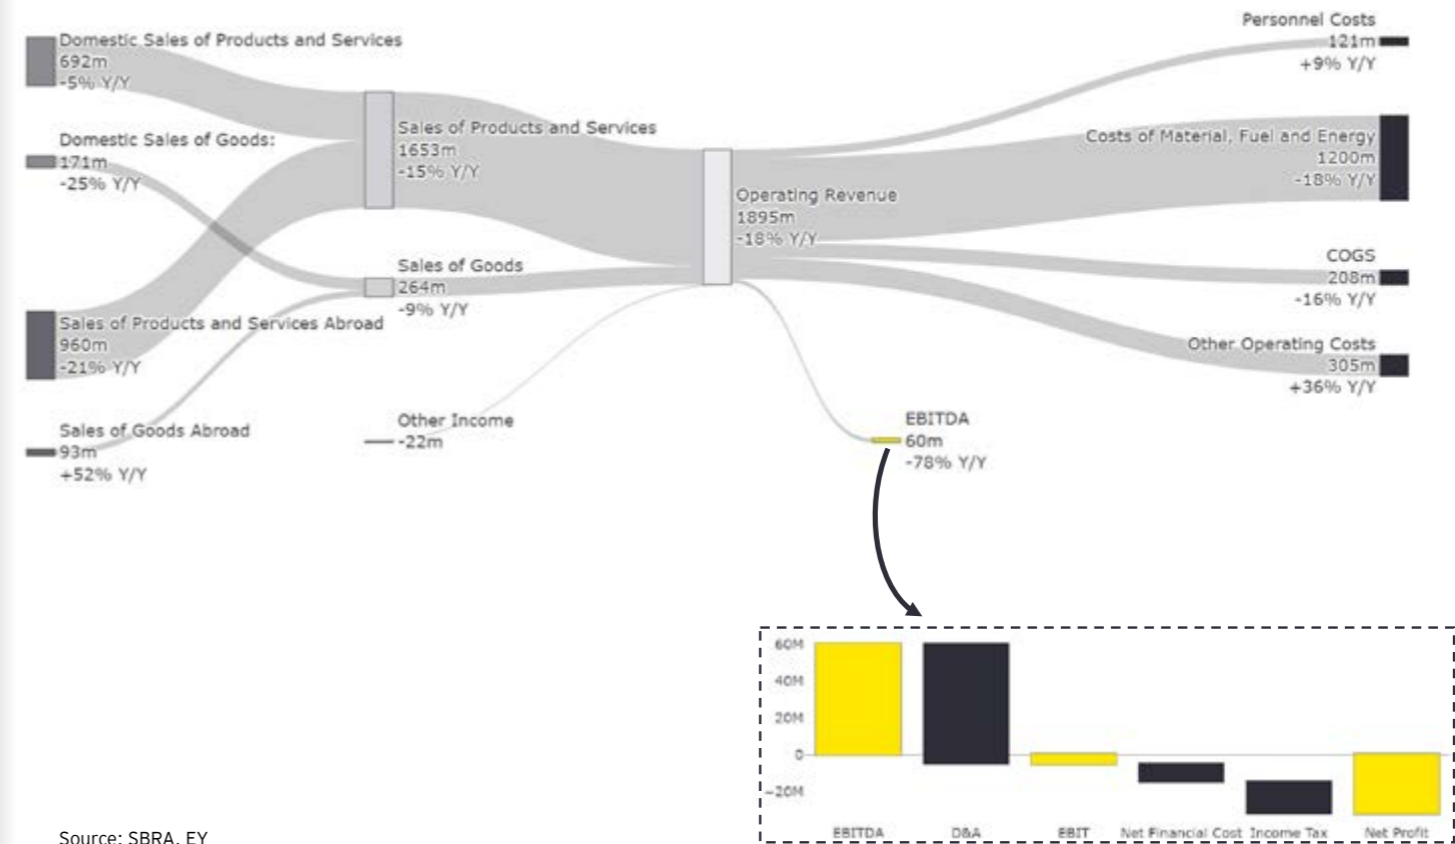 Domestic Sales of Products and Services
692m
-5% Y/Y
Domestic Sales of Goods:
171m
-25% Y/Y
Sales of Products and Services Abroad
960m
-21% Y/Y
Sales of Goods Abroad
93m
+52% Y/Y
Sales of Products and Services
1653m
-15% Y/Y
Sales of Goods
264m
-9% Y/Y
Other Income
-22m
Operating Revenue
1895m
-18% Y/Y
Personnel Costs
121m
+9% Y/Y
Costs of Material, Fuel and Energy
1200m
-18% Y/Y
COGS
208m
-16% Y/Y
Other Operating Costs
305m
+36% Y/Y
EBITDA
60m
-78% Y/Y
60M
40M
20M
0
−20M
EBITDA D&A EBIT Net Financial Cost Income Tax Net Profit
Source: SBRA, EY